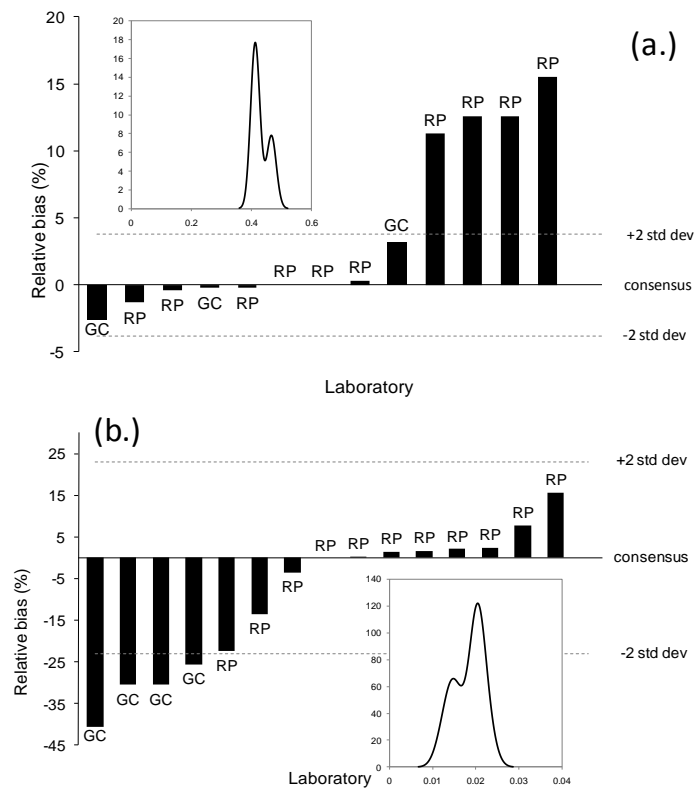 (a.)
Relative bias (%)
20
15
10
5
0
-5
20
18
16
14
12
10
8
6
4
2
0
0 0.2 0.4 0.6
GC RP RP GC RP RP RP RP GC RP RP RP RP
+2 std dev
consensus
-2 std dev
Laboratory
(b.)
Relative bias (%)
25
15
5
-5
-15
-25
-35
-45
GC GC GC GC RP RP RP RP RP RP RP RP RP RP RP
+2 std dev
consensus
-2 std dev
140
120
100
80
60
40
20
0
0 0.01 0.02 0.03 0.04
Laboratory